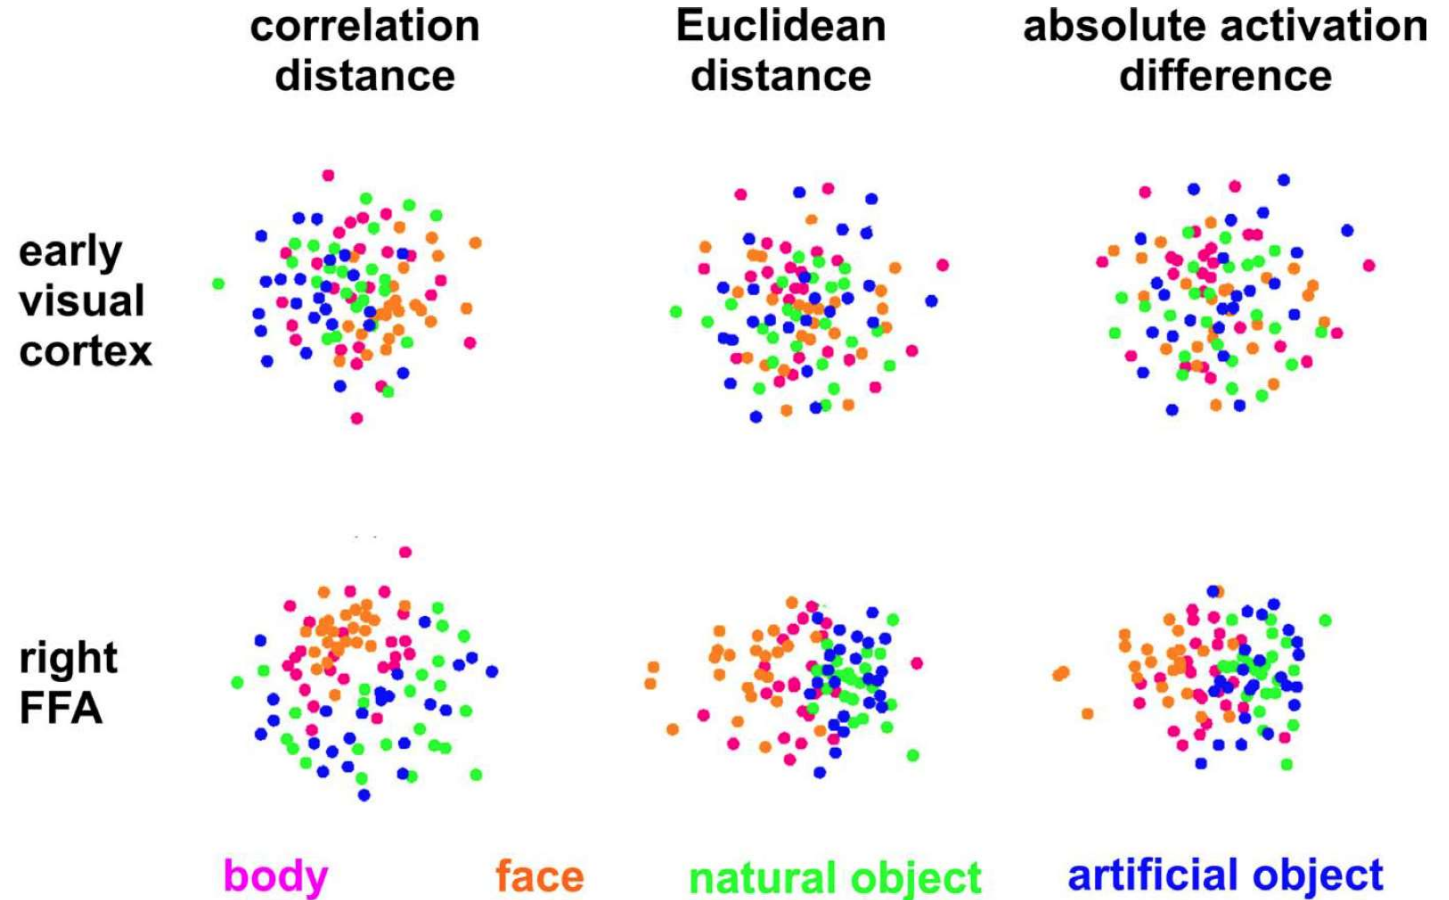 correlation
distance
Euclidean
distance
absolute activation
difference
early
visual
cortex
right
FFA
body
face
natural object
artificial object